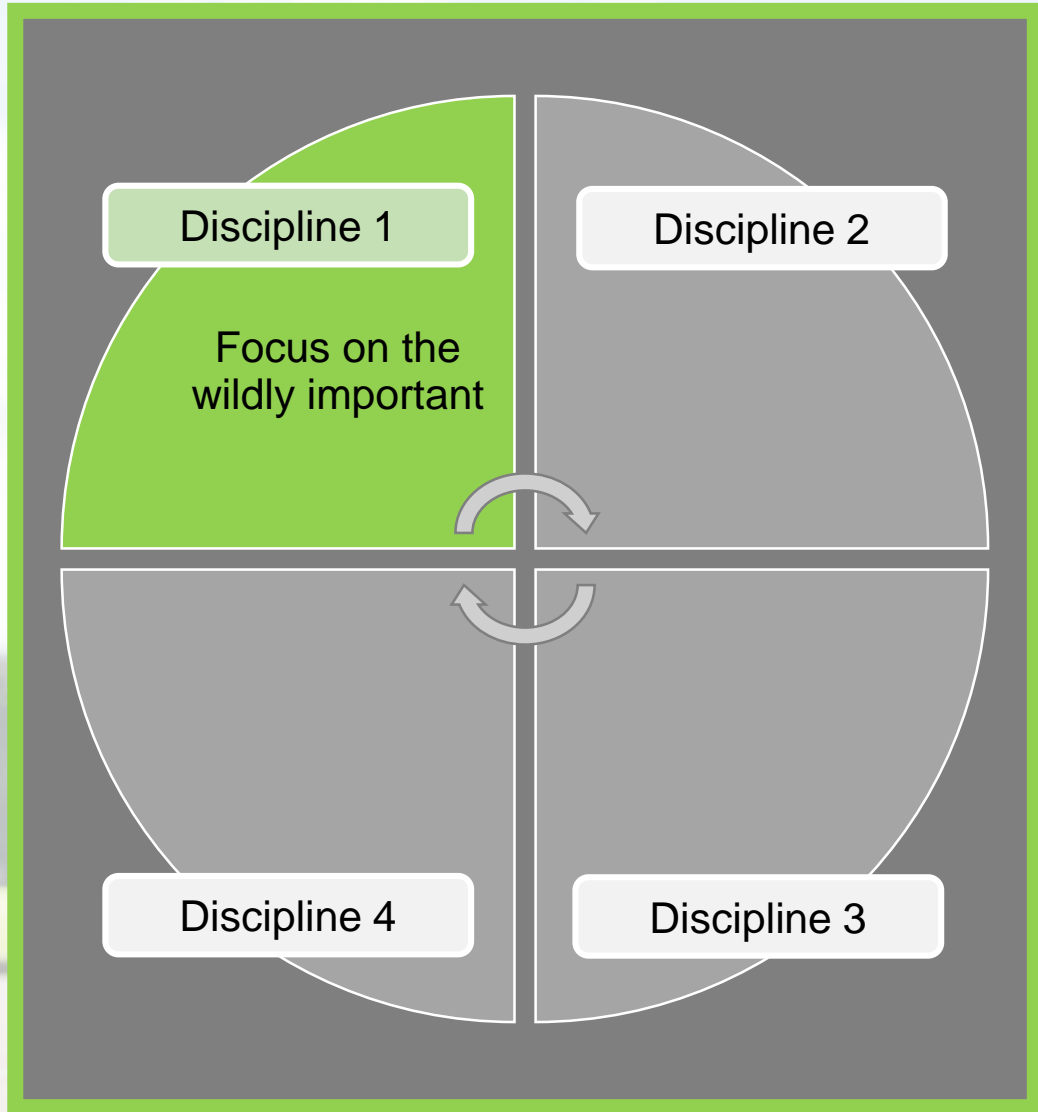 Discipline 1
Discipline 2
Focus on the
wildly important
Discipline 4
Discipline 3